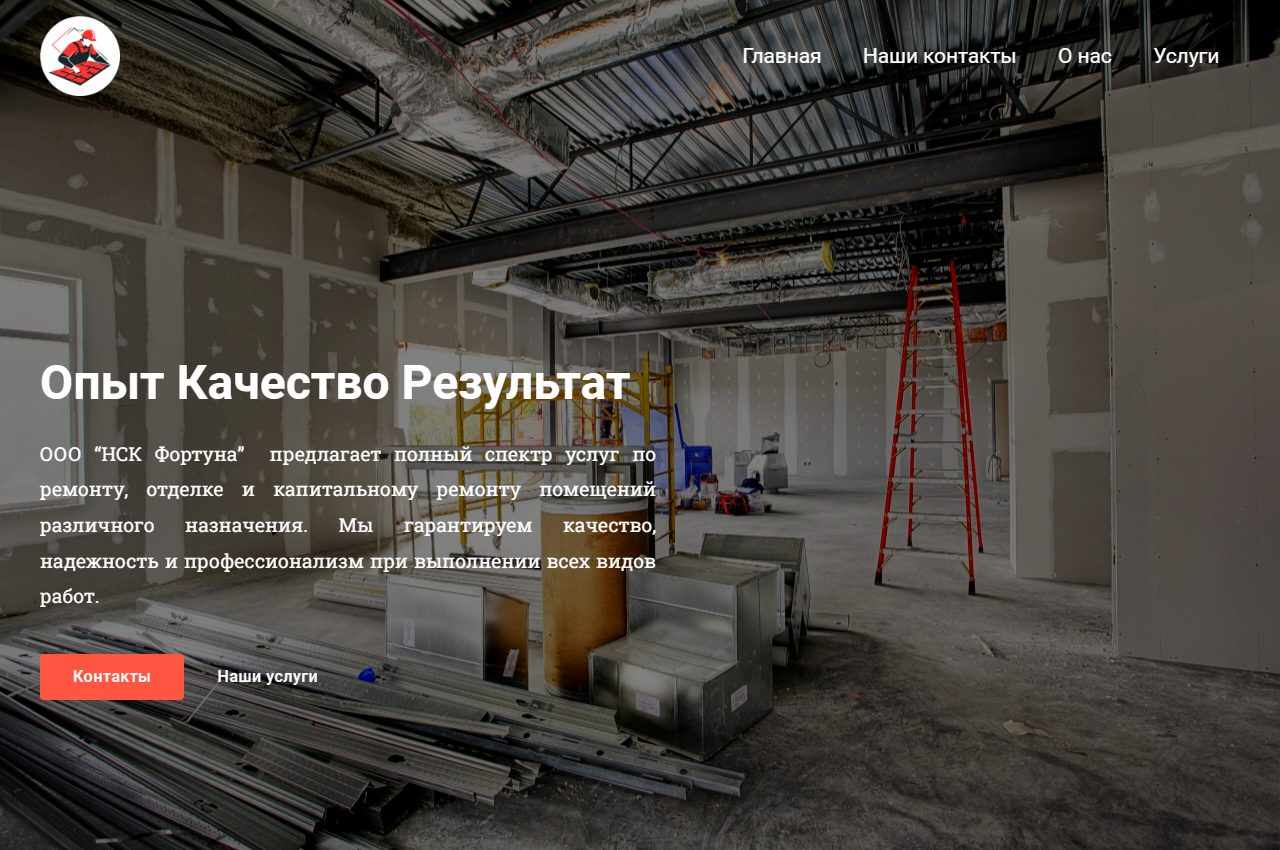 Главная Наши контакты О нас Услуги
Опыт Качество Результат
ООО “НСК Фортуна” предлагает полный спектр услуг по
ремонту, отделке и капитальному ремонту помещений
различного назначения. Мы гарантируем качество,
надежность и профессионализм при выполнении всех видов
работ.
Контакты Наши услуги